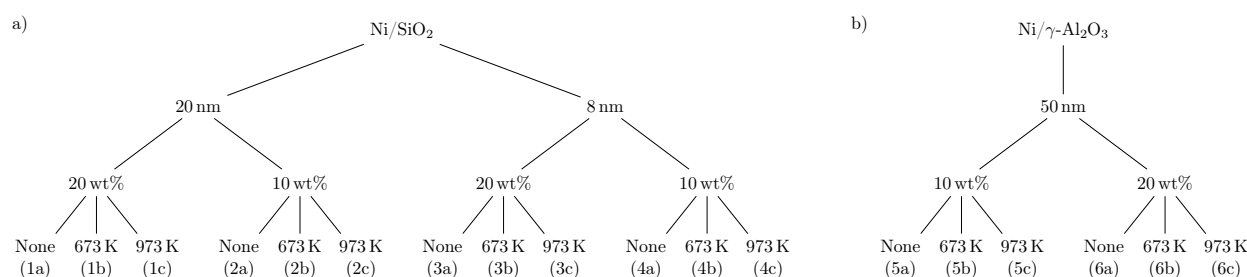 a) Ni/SiO₂ b) Ni/γ-Al₂O₃
20 nm 8 nm 50 nm
20 wt% 10 wt% 20 wt% 10 wt% 10 wt% 20 wt%
None 673 K 973 K None 673 K 973 K None 673 K 973 K None 673 K 973 K None 673 K 973 K None 673 K 973 K
(1a) (1b) (1c) (2a) (2b) (2c) (3a) (3b) (3c) (4a) (4b) (4c) (5a) (5b) (5c) (6a) (6b) (6c)